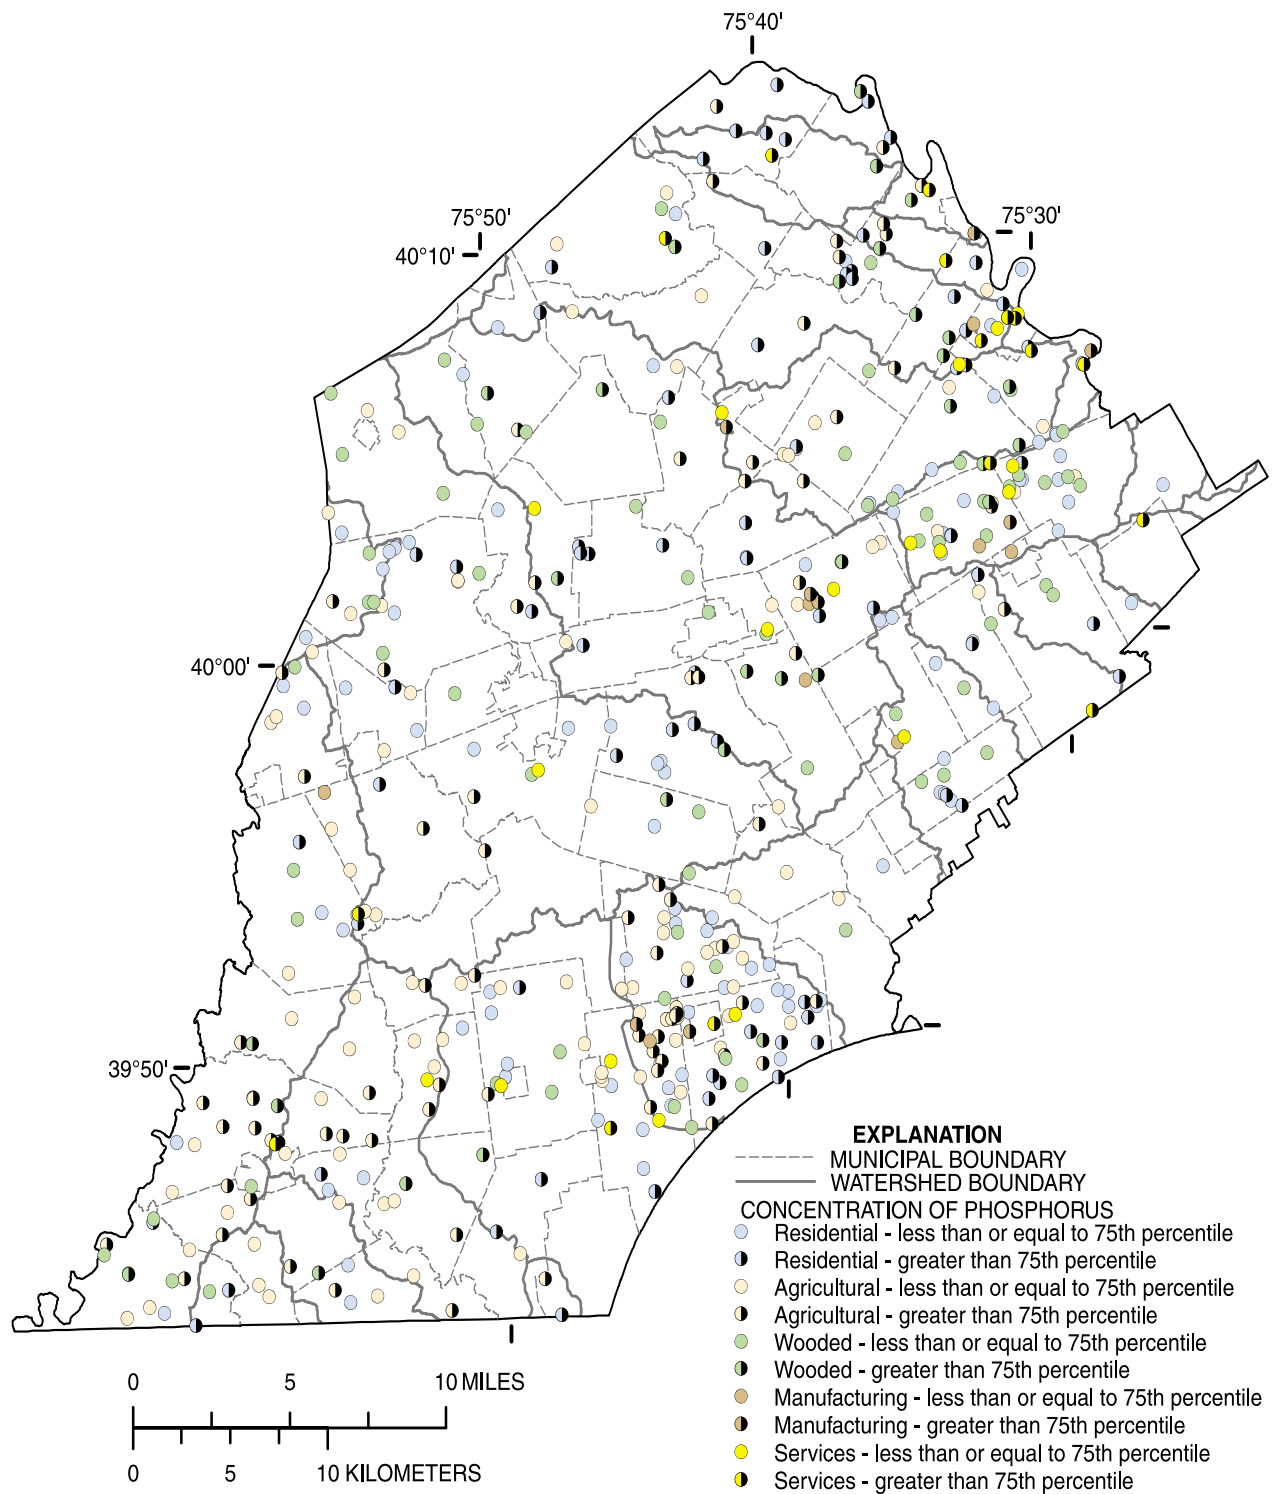 75°40'
75°50'
75°30'
40°10'
40°00'
39°50'
EXPLANATION
MUNICIPAL BOUNDARY
WATERSHED BOUNDARY
CONCENTRATION OF PHOSPHORUS
Residential - less than or equal to 75th percentile
Residential - greater than 75th percentile
Agricultural - less than or equal to 75th percentile
Agricultural - greater than 75th percentile
Wooded - less than or equal to 75th percentile
Wooded - greater than 75th percentile
Manufacturing - less than or equal to 75th percentile
Manufacturing - greater than 75th percentile
Services - less than or equal to 75th percentile
Services - greater than 75th percentile
0 5 10 MILES
0 5 10 KILOMETERS